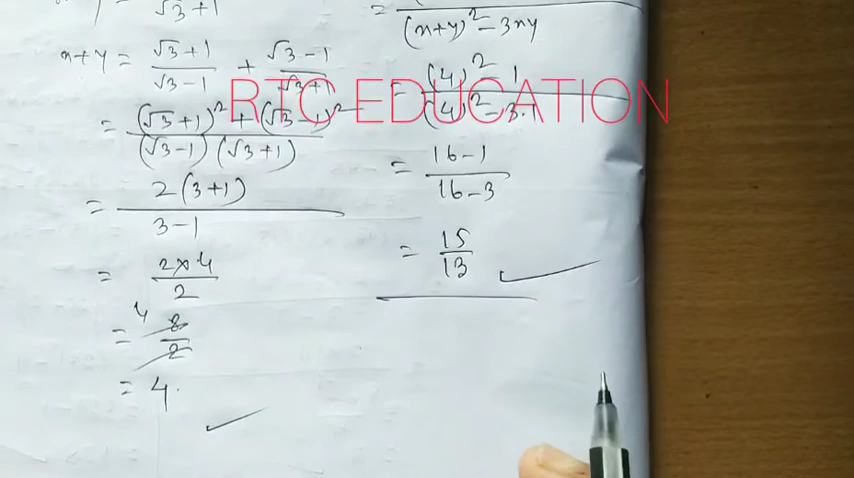 √3+1
x+y = √3+1/√3-1 + √3-1/√3+1
= (√3+1)² + (√3-1)²/(√3-1) (√3+1)
= 2(3+1)/3-1
= 2×4/2
= 4 8/2
= 4.
(x+y)² - 3xy
= (4)² - 1/(4)² - 3.1
= 16-1/16-3
= 15/13
RTC EDUCATION